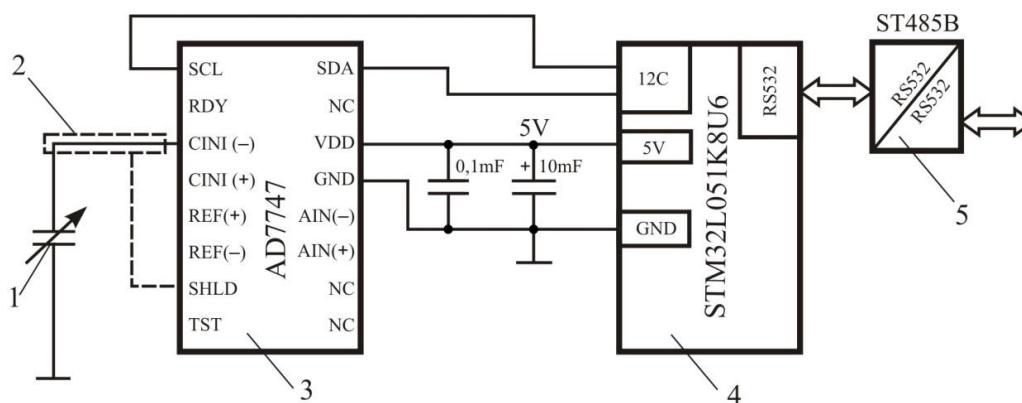 ST485B
2
SCL
SDA
12C
RS532
RDY
NC
RS532
RS532
CINI (–)
VDD
5V
5V
CINI (+)
GND
0,1mF
+
10mF
REF(+)
AIN(–)
GND
REF(–)
AIN(+)
AD7747
STM32L051K8U6
5
1
SHLD
NC
TST
NC
3
4